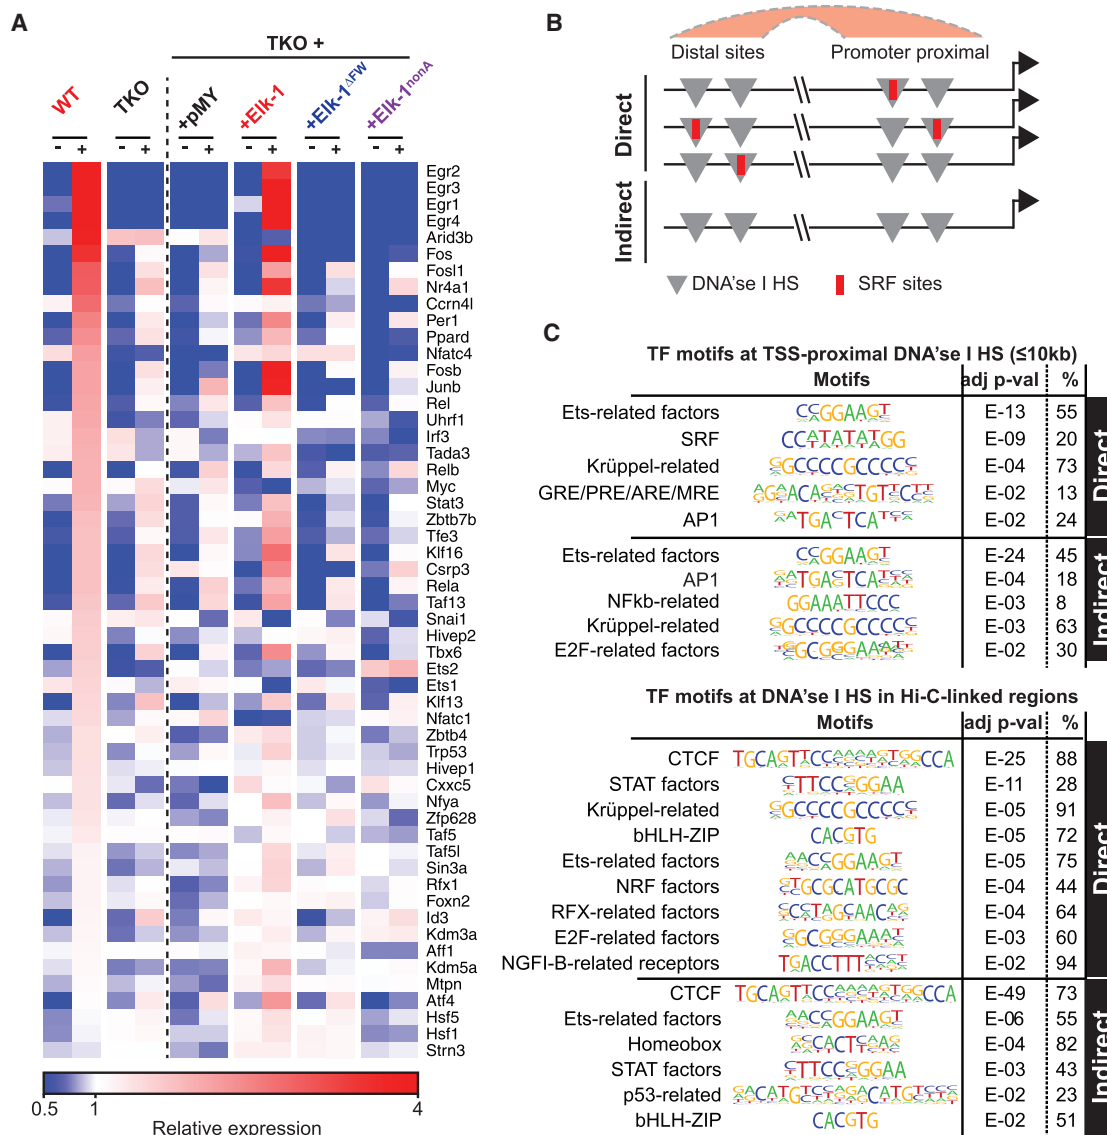 A
TKO +
WT
TKO
+pMY
+Elk-1
+Elk-1ΔFW
+Elk-1nonA
- + - + - + - + - + - +
Egr2
Egr3
Egr1
Egr4
Arid3b
Fos
Fosl1
Nr4a1
Ccrn4l
Per1
Ppard
Nfatc4
Fosb
Junb
Rel
Uhrf1
Irf3
Tada3
Relb
Myc
Stat3
Zbtb7b
Tfe3
Klf16
Csrp3
Rela
Taf13
Snai1
Hivep2
Tbx6
Ets2
Ets1
Klf13
Nfatc1
Zbtb4
Trp53
Hivep1
Cxxc5
Nfya
Zfp628
Taf5
Taf5l
Sin3a
Rfx1
Foxn2
Id3
Kdm3a
Aff1
Kdm5a
Mtpn
Atf4
Hsf5
Hsf1
Strn3
0.5 1 4
Relative expression
B
Distal sites Promoter proximal
Direct
Indirect
DNA'se I HS SRF sites
C
TF motifs at TSS-proximal DNA'se I HS (≤10kb)
Motifs adj p-val %
Direct
Ets-related factors E-13 55
SRF E-09 20
Krüppel-related E-04 73
GRE/PRE/ARE/MRE E-02 13
AP1 E-02 24
Indirect
Ets-related factors E-24 45
AP1 E-04 18
NFkb-related GGAAATTCCC E-03 8
Krüppel-related E-03 63
E2F-related factors E-02 30
TF motifs at DNA'se I HS in Hi-C-linked regions
Motifs adj p-val %
Direct
CTCF E-25 88
STAT factors E-11 28
Krüppel-related E-05 91
bHLH-ZIP CACGTG E-05 72
Ets-related factors E-05 75
NRF factors E-04 44
RFX-related factors E-04 64
E2F-related factors E-03 60
NGFI-B-related receptors E-02 94
Indirect
CTCF E-49 73
Ets-related factors E-06 55
Homeobox E-04 82
STAT factors E-03 43
p53-related E-02 23
bHLH-ZIP CACGTG E-02 51